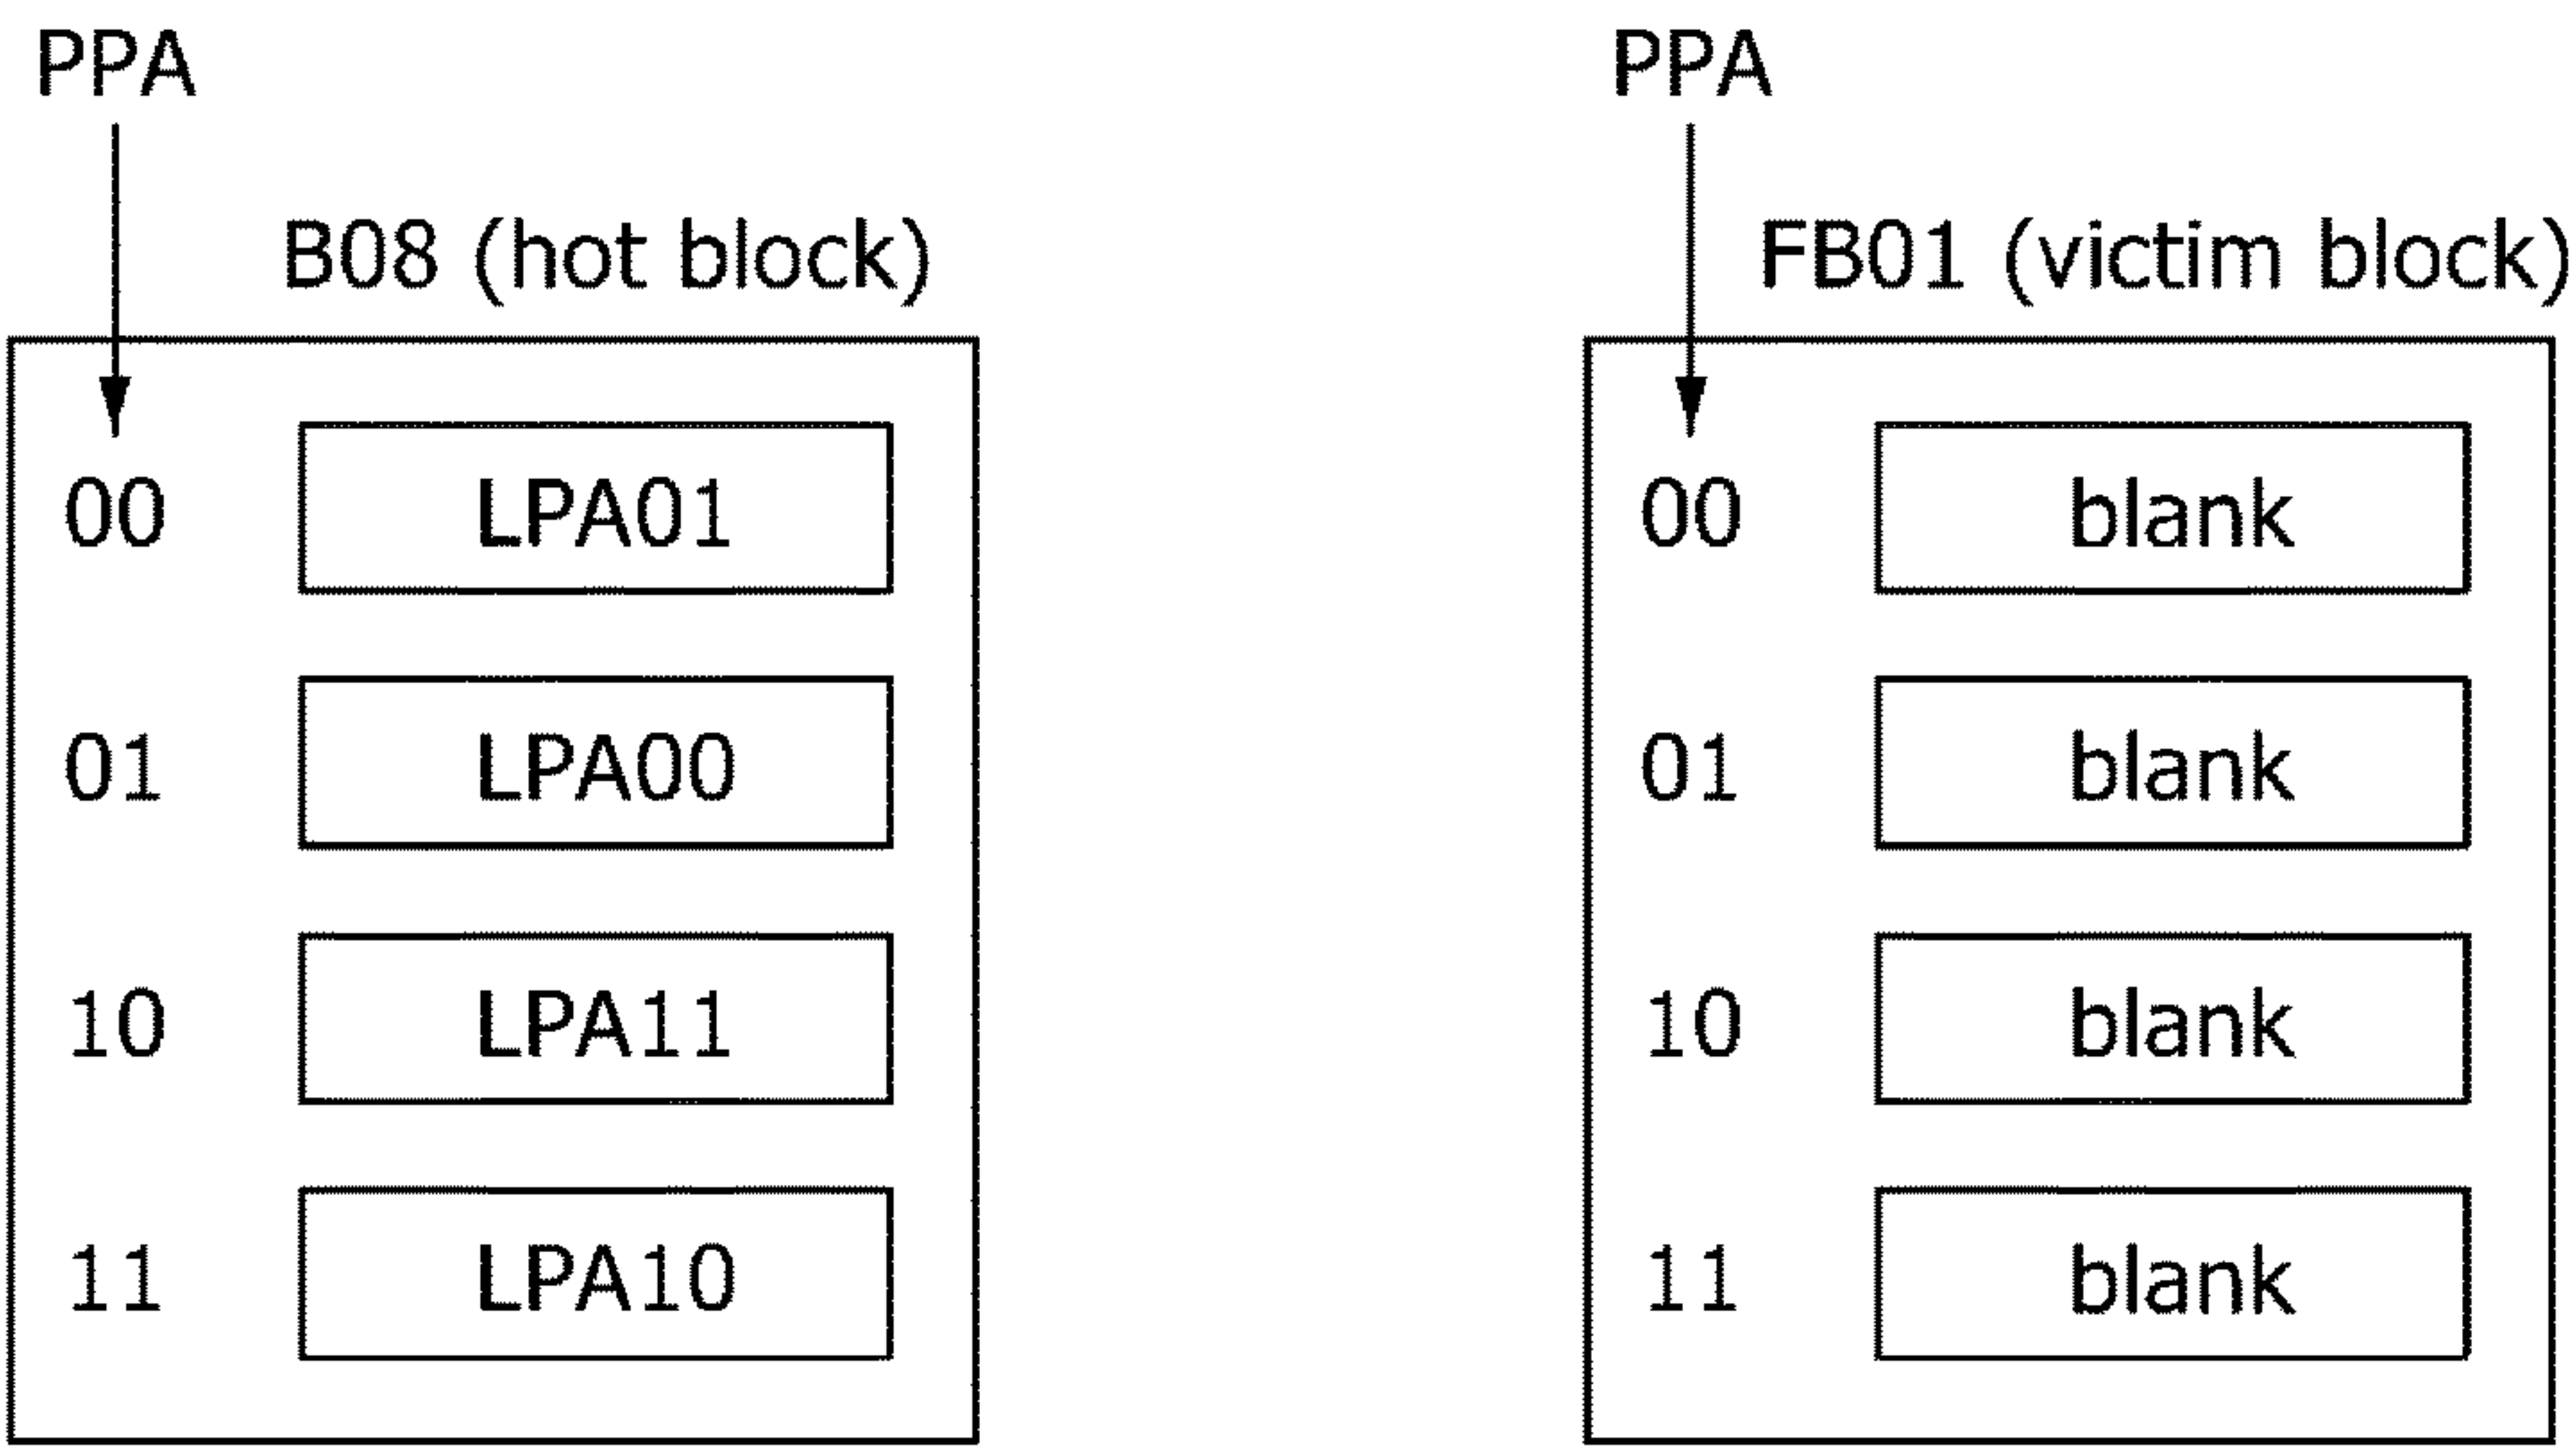 PPA
B08 (hot block)
00 LPA01
01 LPA00
10 LPA11
11 LPA10
PPA
FB01 (victim block)
00 blank
01 blank
10 blank
11 blank